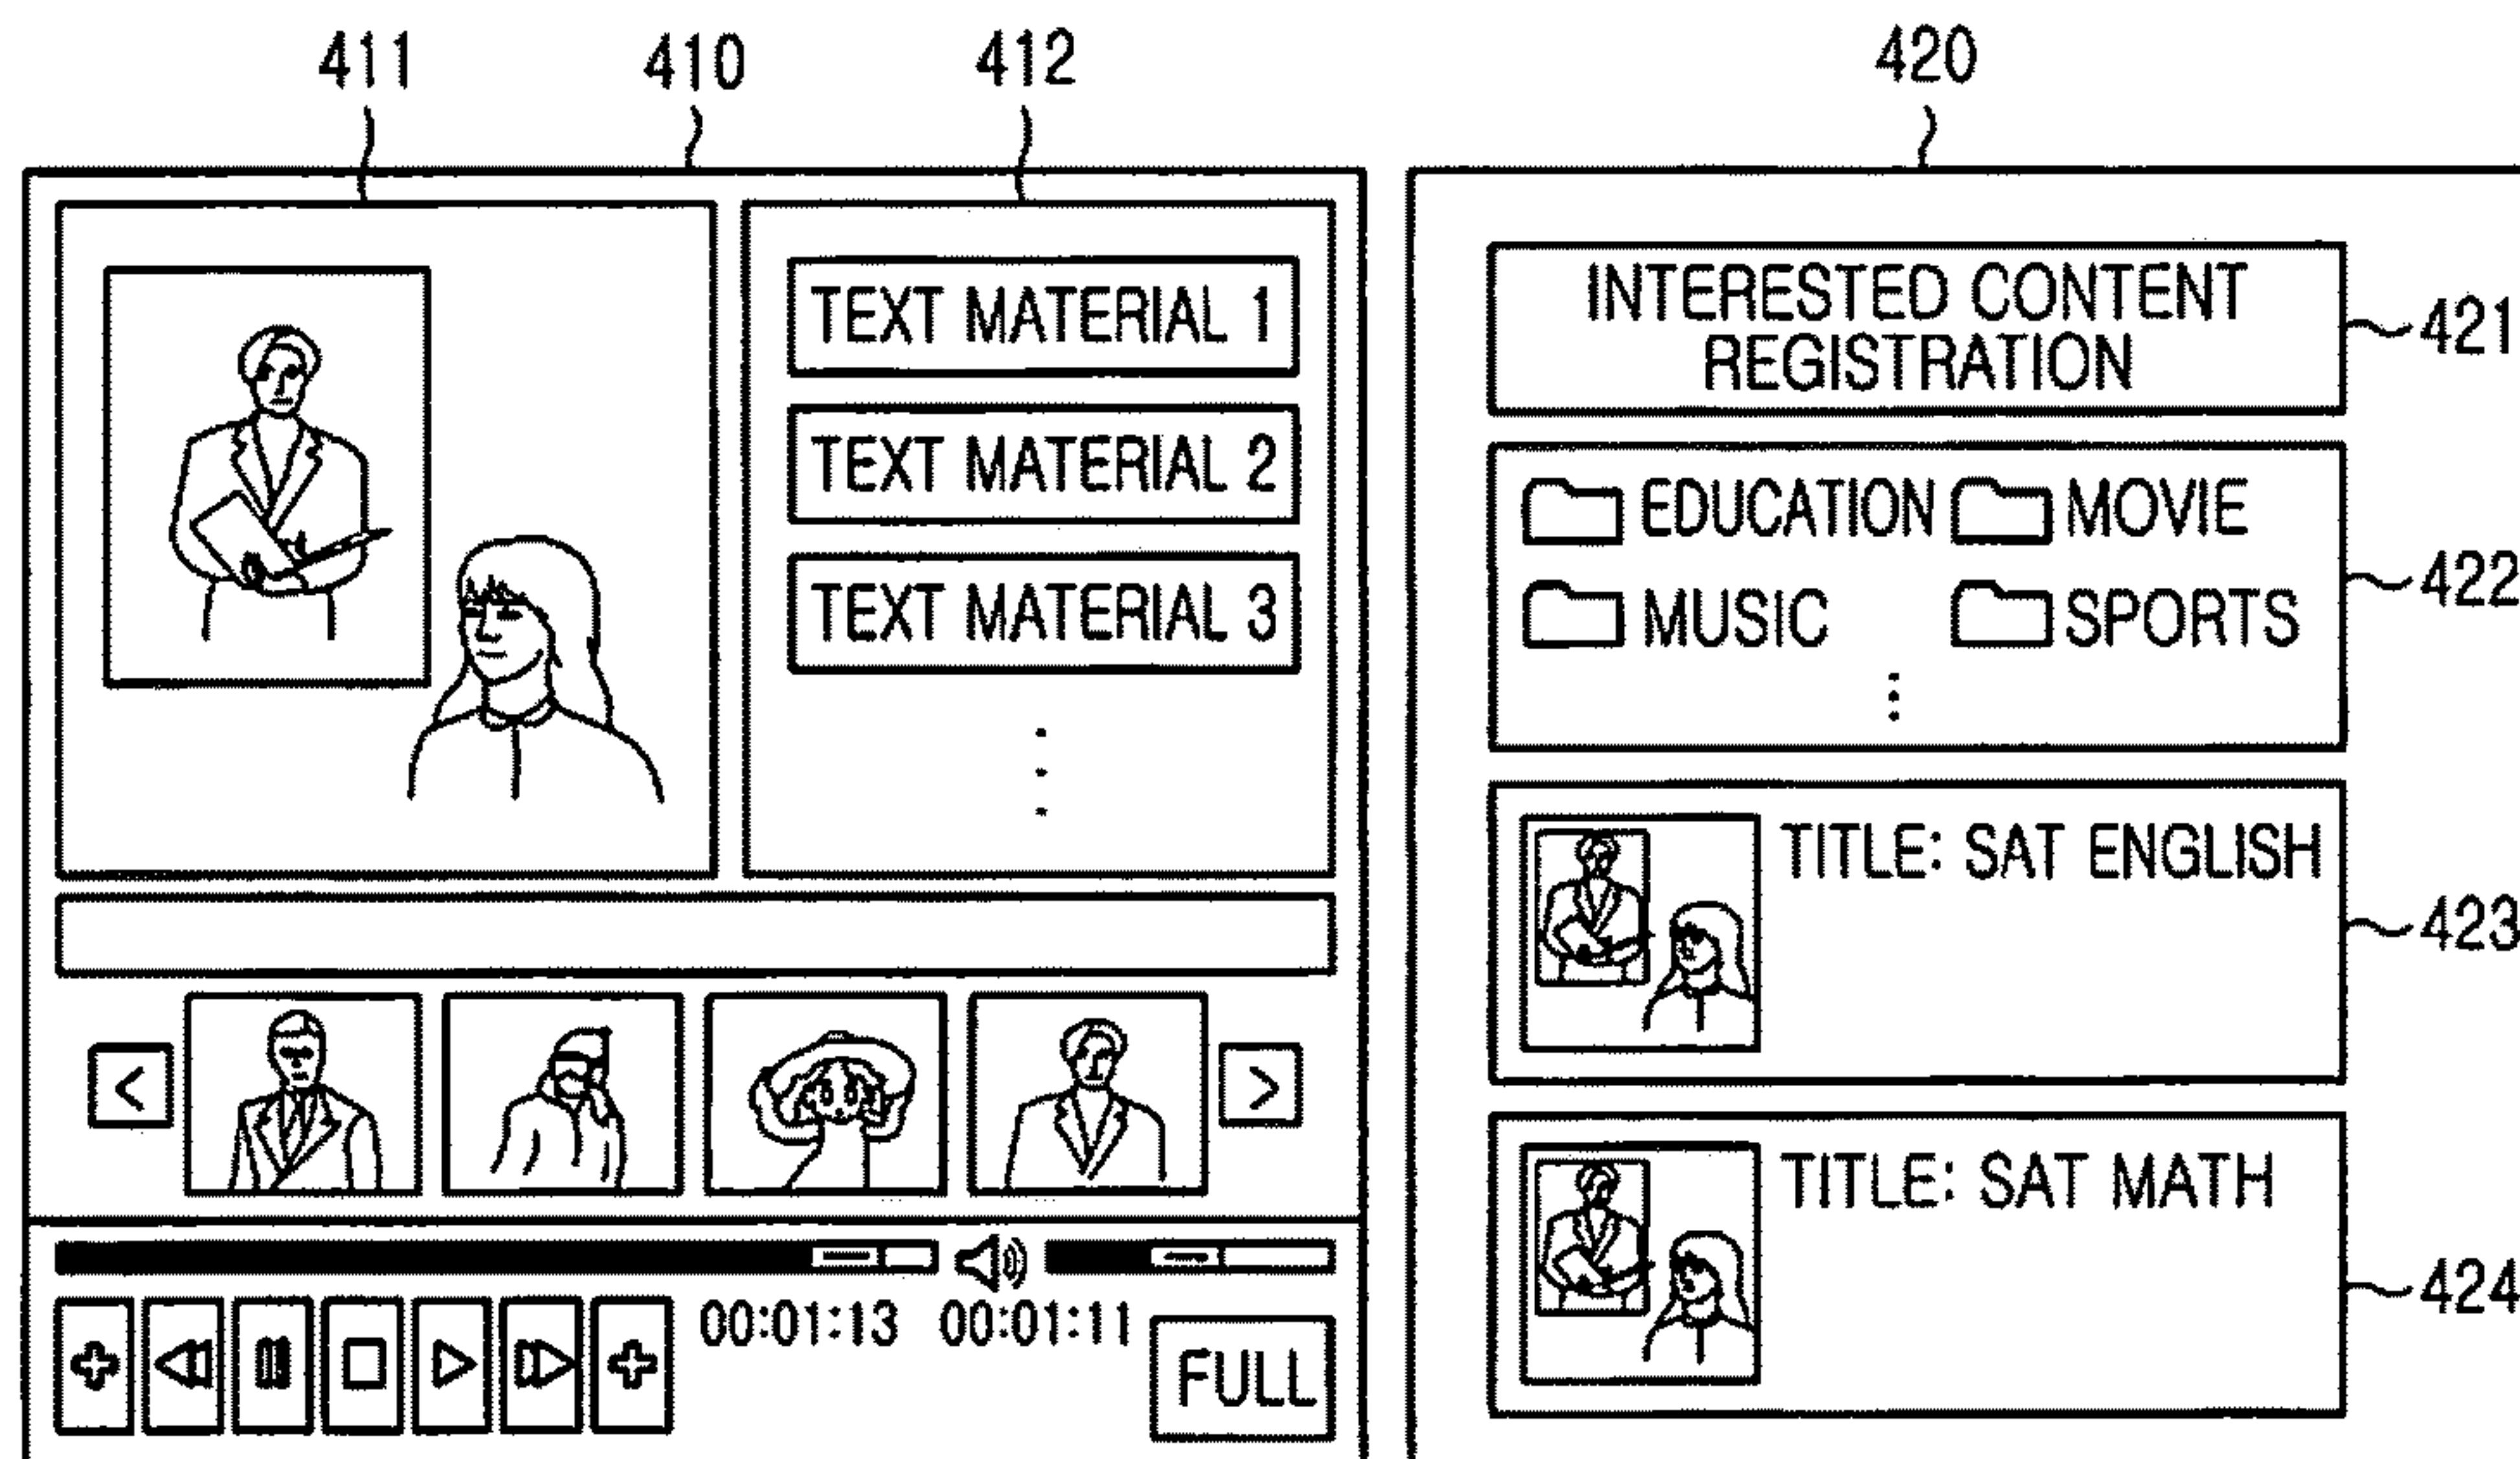 411 410 412 420
TEXT MATERIAL 1
TEXT MATERIAL 2
TEXT MATERIAL 3
<
>
00:01:13 00:01:11
FULL
INTERESTED CONTENT
REGISTRATION
421
EDUCATION MOVIE
MUSIC SPORTS
422
TITLE: SAT ENGLISH
423
TITLE: SAT MATH
424